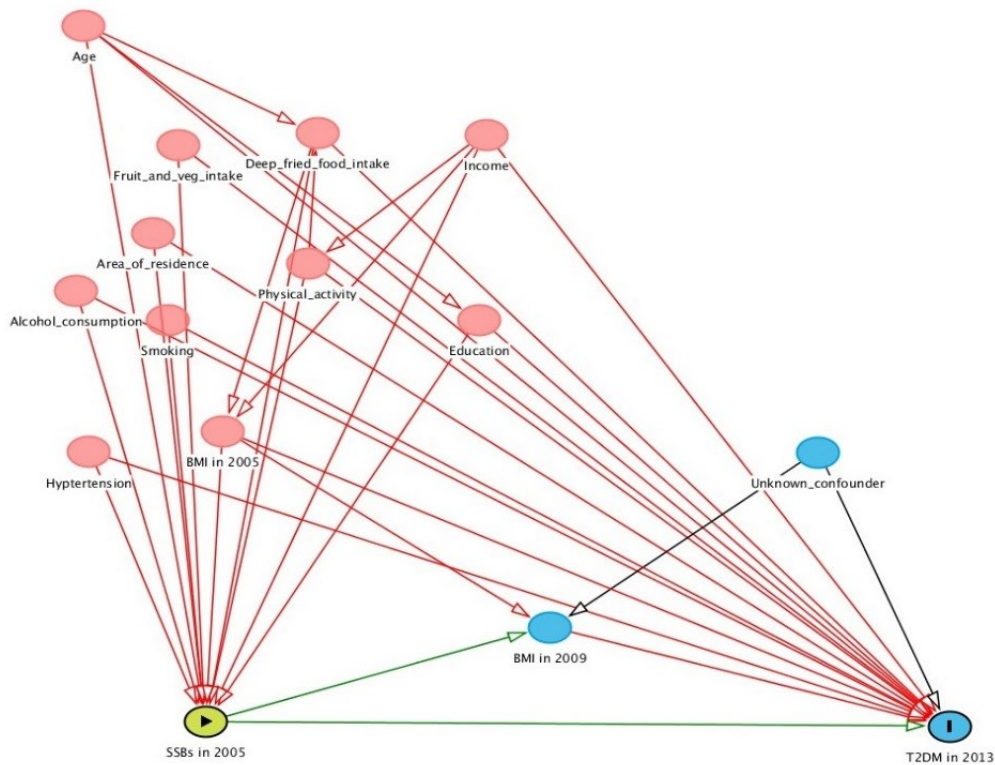 Age
Deep_fried_food_intake
Income
Fruit_and_veg_intake
Area_of_residence
Physical_activity
Alcohol_consumption
Smoking
Education
BMI in 2005
Hyptertension
Unknown_confounder
BMI in 2009
SSBs in 2005
T2DM in 2013